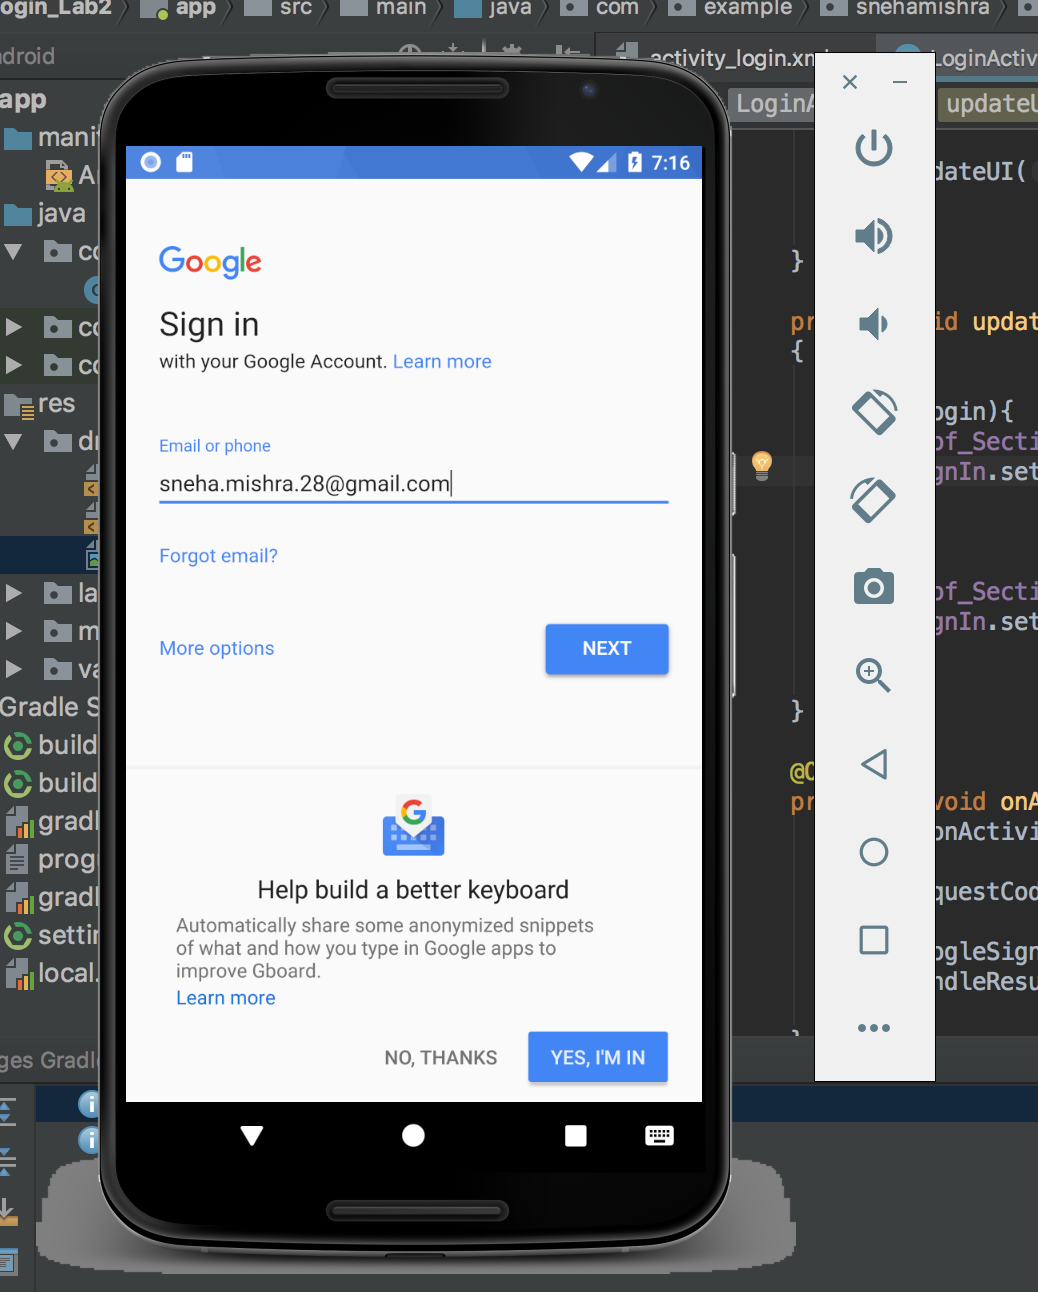 ogin_Lab2
app
src
main
java
com
example
snehamishra
ndroid
activity_login.xm
LoginActiv
app
LoginA
updateU
mani
A
java
dateUI(
co
}
co
pr
id updat
co
{
res
ogin){
dr
of_Secti
gnIn.set
la
of_Secti
m
gnIn.set
va
Gradle S
}
build
build
@O
gradl
pr
void onA
onActivi
prog
gradl
questCod
settin
ogleSign
local.
ndleResu
ges Gradle
7:16
Google
Sign in
with your Google Account. Learn more
Email or phone
sneha.mishra.28@gmail.com
Forgot email?
More options
NEXT
G
Help build a better keyboard
Automatically share some anonymized snippets
of what and how you type in Google apps to
improve Gboard.
Learn more
NO, THANKS
YES, I'M IN